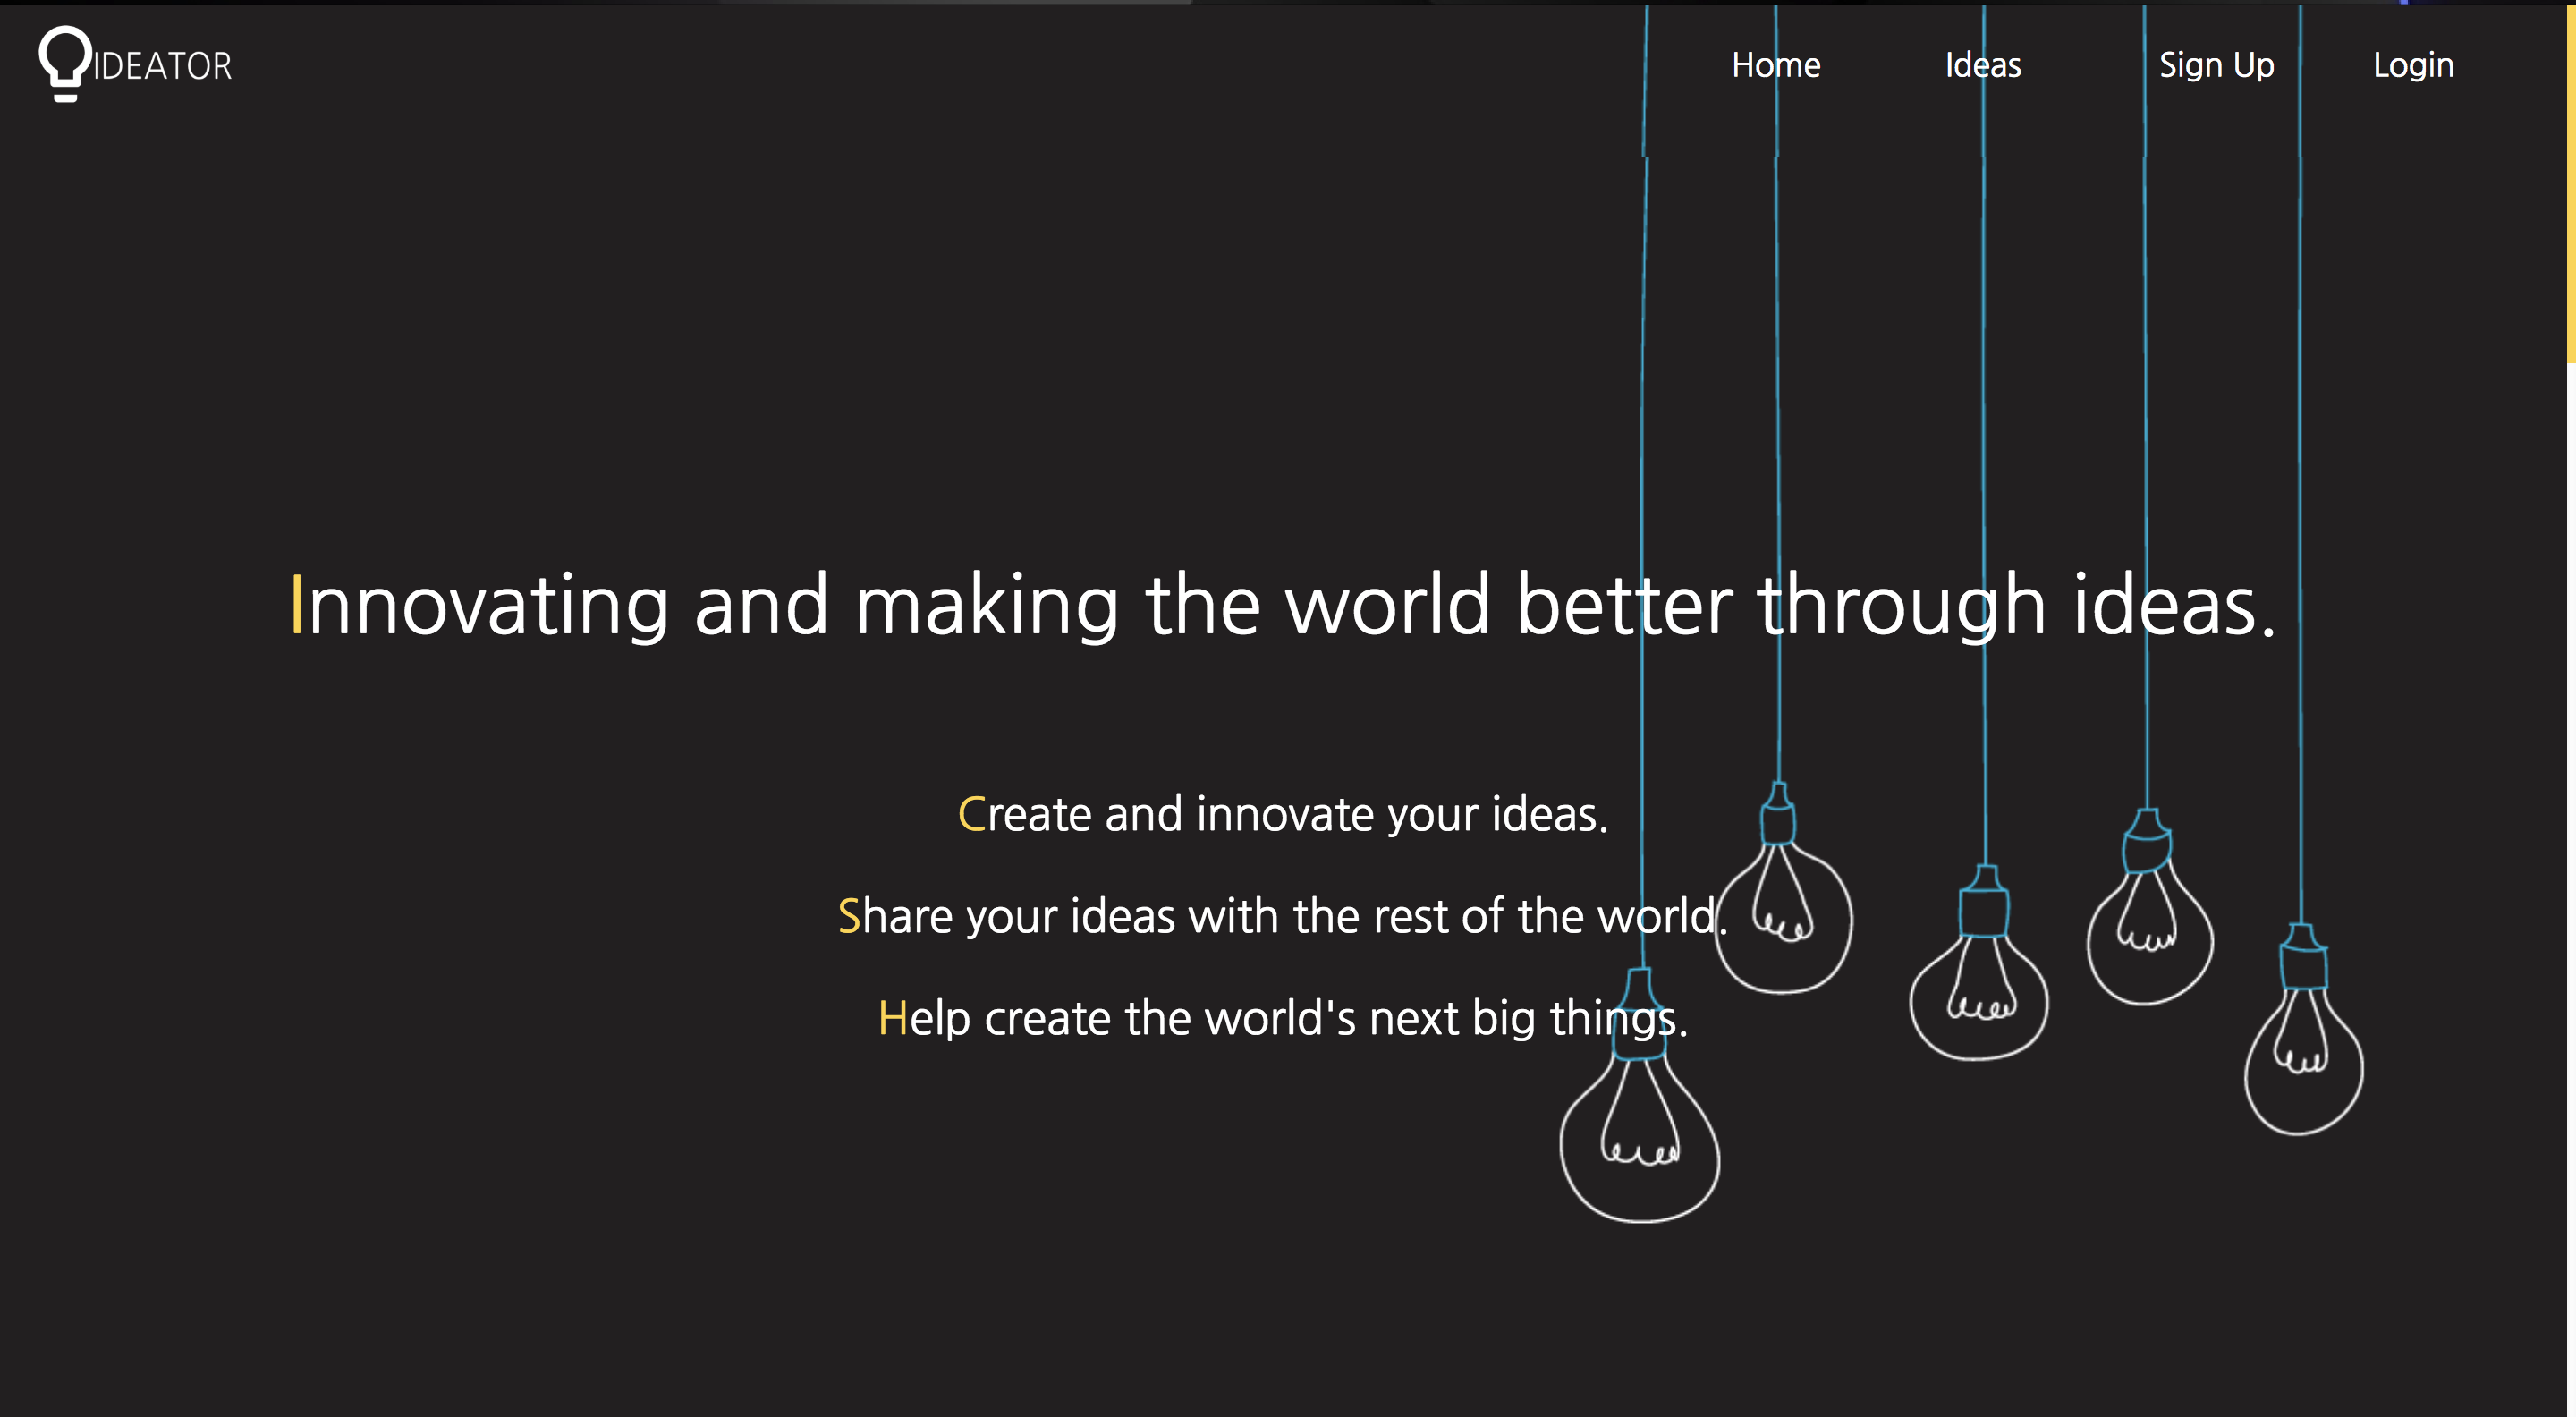 IDEATOR
Home Ideas Sign Up Login
Innovating and making the world better through ideas.
Create and innovate your ideas.
Share your ideas with the rest of the world.
Help create the world's next big things.